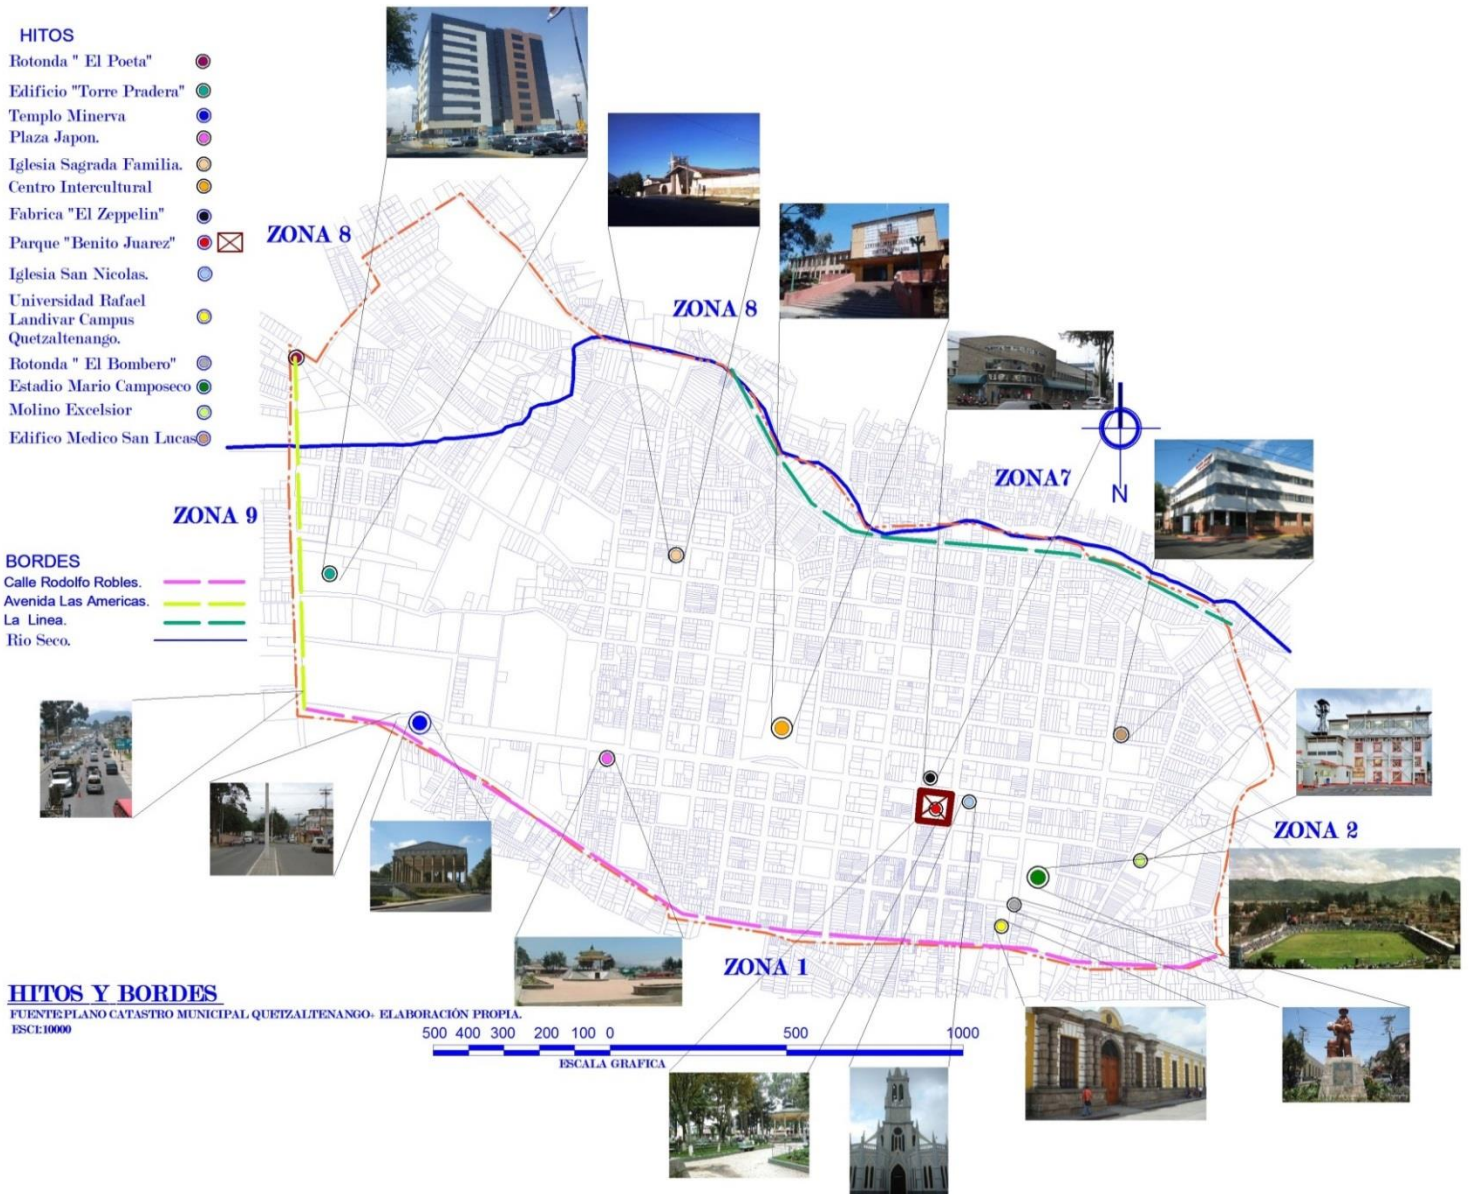 HITOS
Rotonda " El Poeta"
Edificio "Torre Pradera"
Templo Minerva
Plaza Japon.
Iglesia Sagrada Familia.
Centro Intercultural
Fabrica "El Zeppelin"
Parque "Benito Juarez"
Iglesia San Nicolas.
Universidad Rafael
Landivar Campus
Quetzaltenango.
Rotonda " El Bombero"
Estadio Mario Camposeco
Molino Excelsior
Edifico Medico San Lucas
BORDES
Calle Rodolfo Robles.
Avenida Las Americas.
La Linea.
Rio Seco.
ZONA 8
ZONA 8
ZONA7
N
ZONA 9
ZONA 2
ZONA 1
HITOS Y BORDES
FUENTE:PLANO CATASTRO MUNICIPAL QUETZALTENANGO+ ELABORACIÓN PROPIA.
ESC1:10000
500 400 300 200 100 0 500 1000
ESCALA GRAFICA